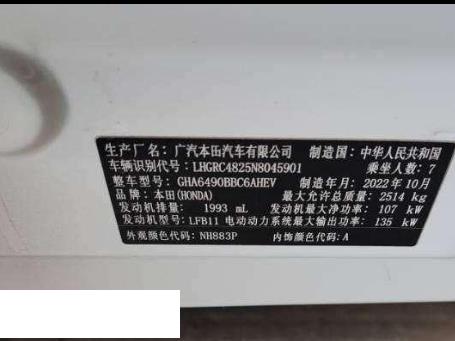 生产厂名：广汽本田汽车有限公司 制造国：中华人民共和国
车辆识别代号：LHGRC4825N8045901 乘坐人数：7
整车型号：GHA6490BBC6AHEV 制造年月：2022年10月
品牌：本田(HONDA) 最大允许总质量：2514 kg
发动机排量：1993 mL 发动机最大净功率：107 kW
发动机型号：LFB11 电动动力系统最大输出功率：135 kW
外观颜色代码：NH883P 内饰颜色代码：A